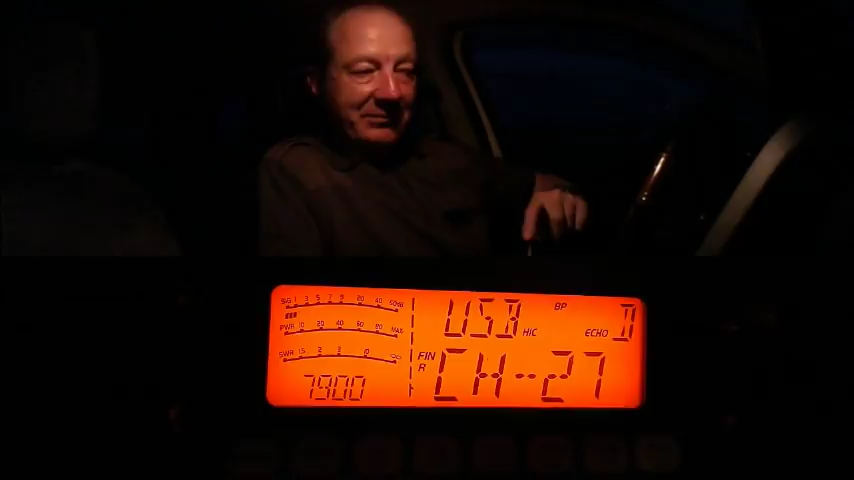 SIG 1 3 5 7 9 20 40 60dB
PWR 10 20 40 60 80 MAX
SWR 1.5 2 3 10 ∞
7900
USB HIC BP ECHO D
FIN
R
CH--27